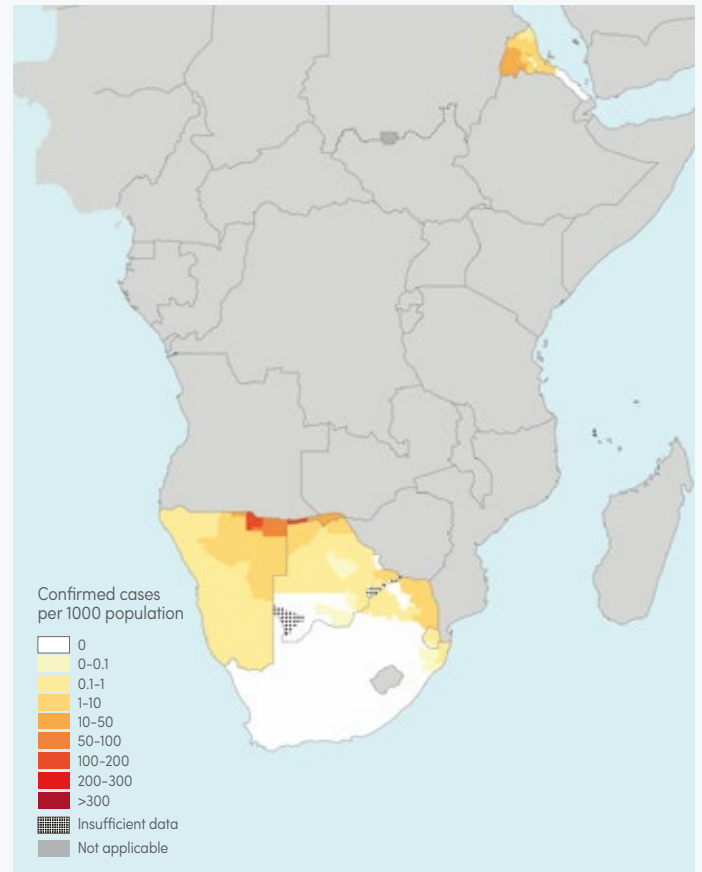 Confirmed cases
per 1000 population
0
0-0.1
0.1-1
1-10
10-50
50-100
100-200
200-300
>300
Insufficient data
Not applicable